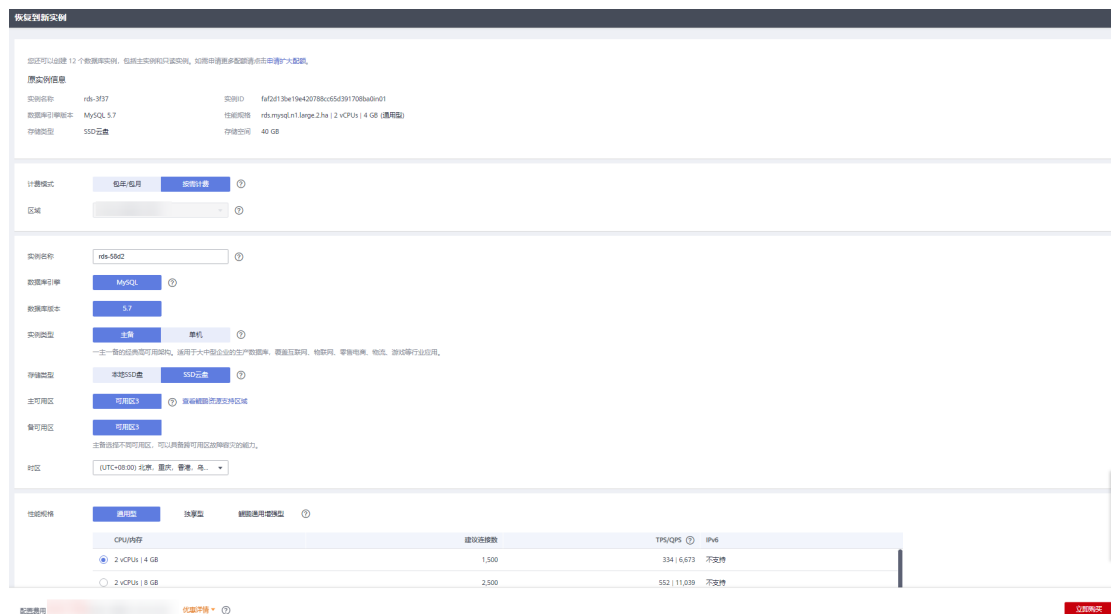 恢复到新实例
您还可以创建 12 个数据库实例，包括主实例和只读实例。如需申请更多配额请点击申请扩大配额。
原实例信息
实例名称 rds-3f37 实例ID faf2d13be19e420788cc65d391708ba0in01
数据库引擎版本 MySQL 5.7 性能规格 rds.mysql.n1.large.2.ha | 2 vCPUs | 4 GB (通用型)
存储类型 SSD云盘 存储空间 40 GB
计费模式 包年/包月 按需计费
区域
实例名称 rds-58d2
数据库引擎 MySQL
数据库版本 5.7
实例类型 主备 单机
一主一备的经典高可用架构。适用于大中型企业的生产数据库，覆盖互联网、物联网、零售电商、物流、游戏等行业应用。
存储类型 本地SSD盘 SSD云盘
主可用区 可用区3 查看鲲鹏资源支持区域
备可用区 可用区3
主备选择不同可用区，可以具备跨可用区故障容灾的能力。
时区 (UTC+08:00) 北京，重庆，香港，乌...
性能规格 通用型 独享型 鲲鹏通用增强型
CPU/内存 建议连接数 TPS/QPS IPv6
2 vCPUs | 4 GB 1,500 334 | 6,673 不支持
2 vCPUs | 8 GB 2,500 552 | 11,039 不支持
配置费用 优惠详情 立即购买